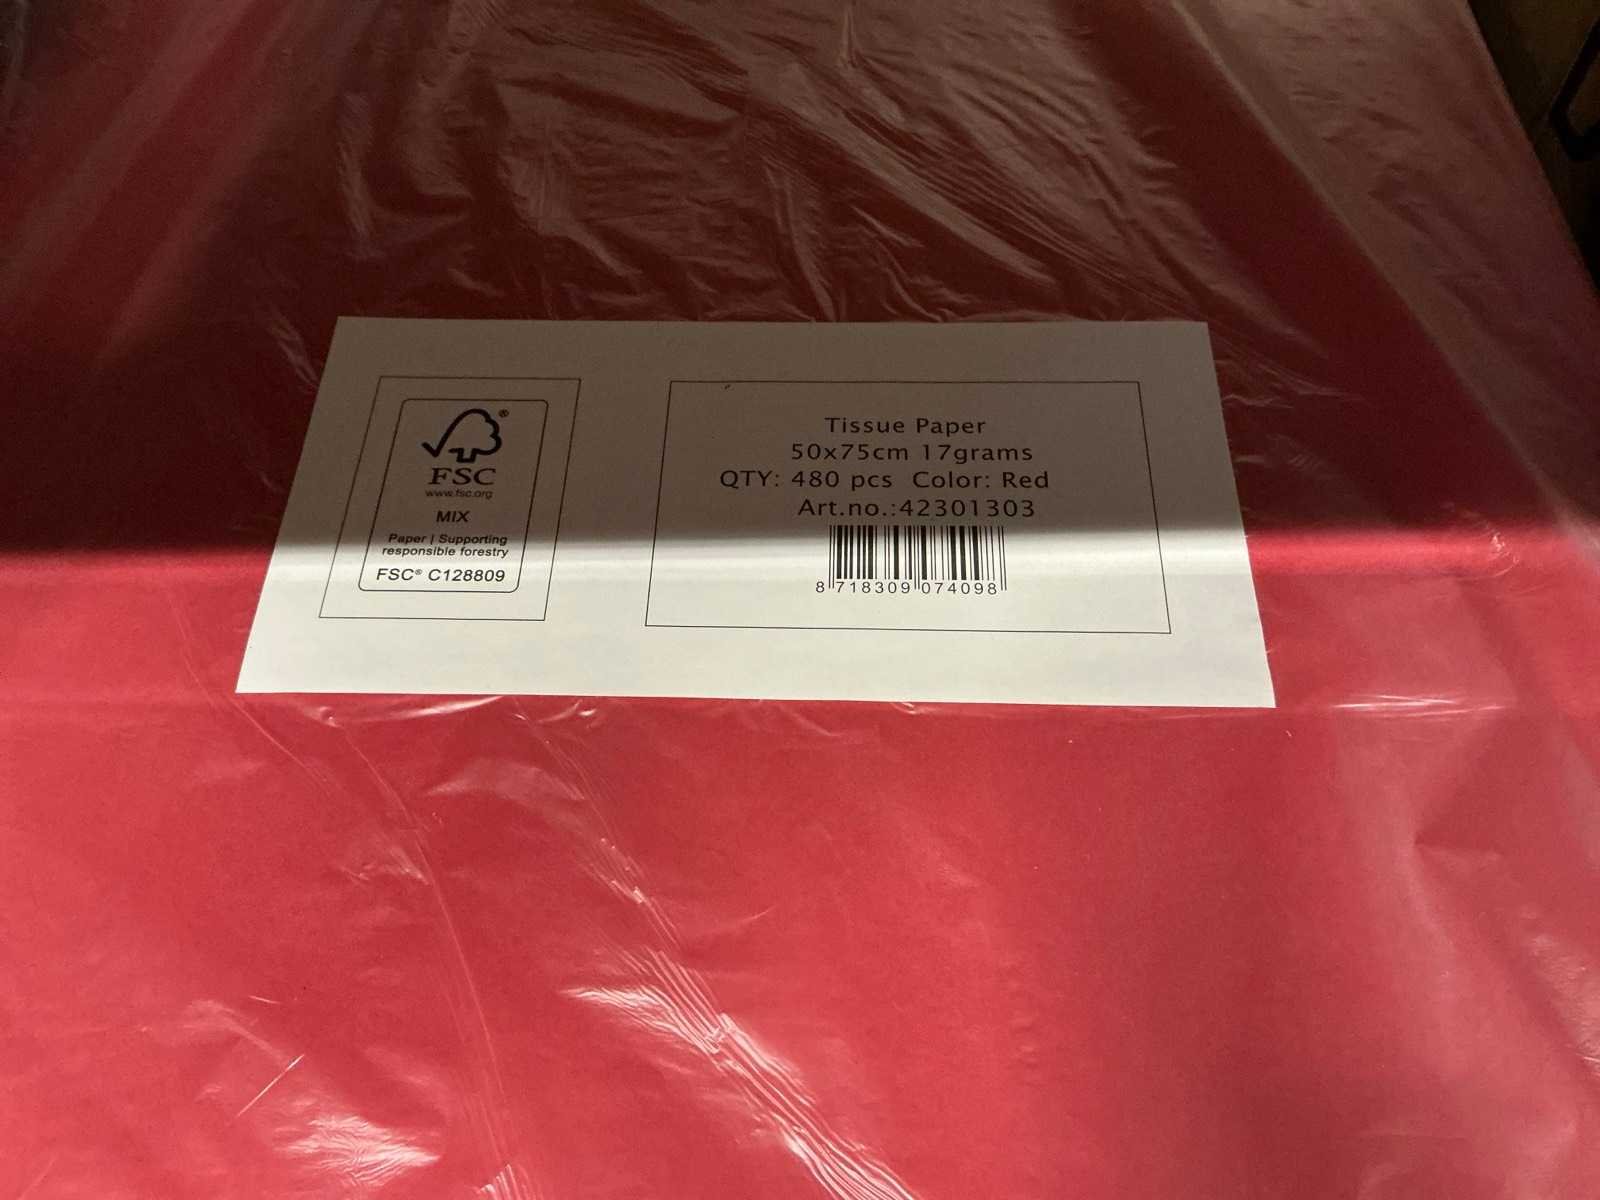 FSC®
www.fsc.org
MIX
Paper | Supporting
responsible forestry
FSC® C128809
Tissue Paper
50x75cm 17grams
QTY: 480 pcs Color: Red
Art.no.:42301303
8 718309 074098